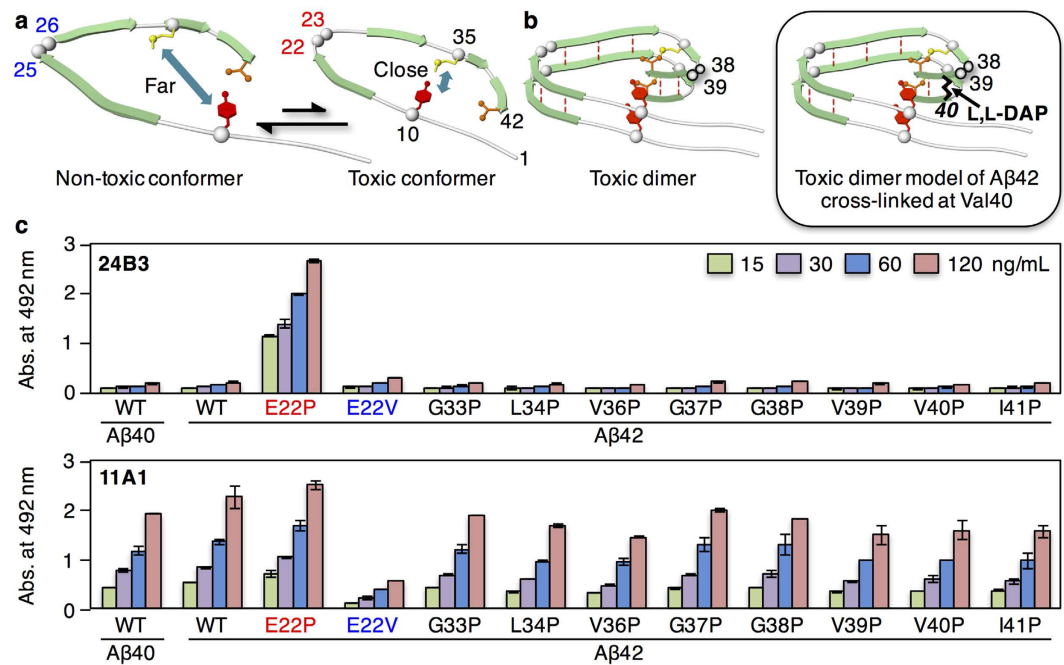 a
26
25
Far
Non-toxic conformer
23
22
35
Close
10
42
1
Toxic conformer
b
38
39
Toxic dimer
38
39
40
L,L-DAP
Toxic dimer model of Aβ42
cross-linked at Val40
c
24B3
15 30 60 120 ng/mL
Abs. at 492 nm
3
2
1
0
WT WT E22P E22V G33P L34P V36P G37P G38P V39P V40P I41P
Aβ40 Aβ42
11A1
Abs. at 492 nm
3
2
1
0
WT WT E22P E22V G33P L34P V36P G37P G38P V39P V40P I41P
Aβ40 Aβ42